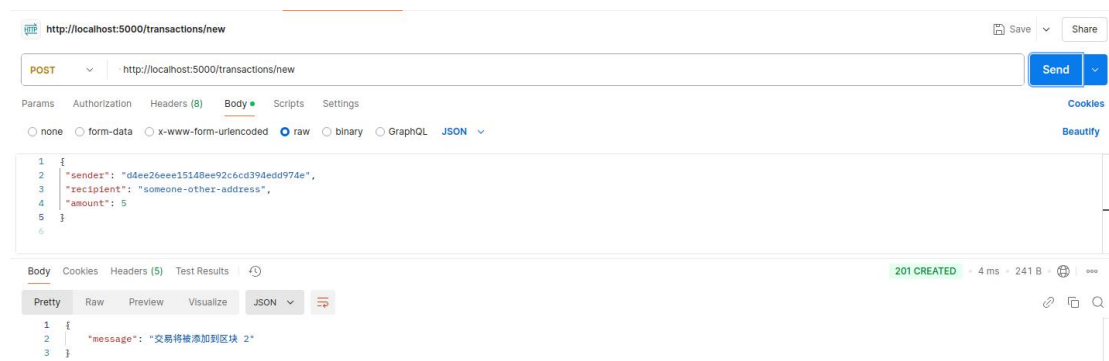 HTTP http://localhost:5000/transactions/new Save Share
POST http://localhost:5000/transactions/new Send
Params Authorization Headers (8) Body Scripts Settings Cookies
none form-data x-www-form-urlencoded raw binary GraphQL JSON Beautify
1 {
2 "sender": "d4ee26eee15148ee92c6cd394edd974e",
3 "recipient": "someone-other-address",
4 "amount": 5
5 }
6
Body Cookies Headers (5) Test Results 201 CREATED 4 ms 241 B
Pretty Raw Preview Visualize JSON
1 {
2 "message": "交易将被添加到区块 2"
3 }